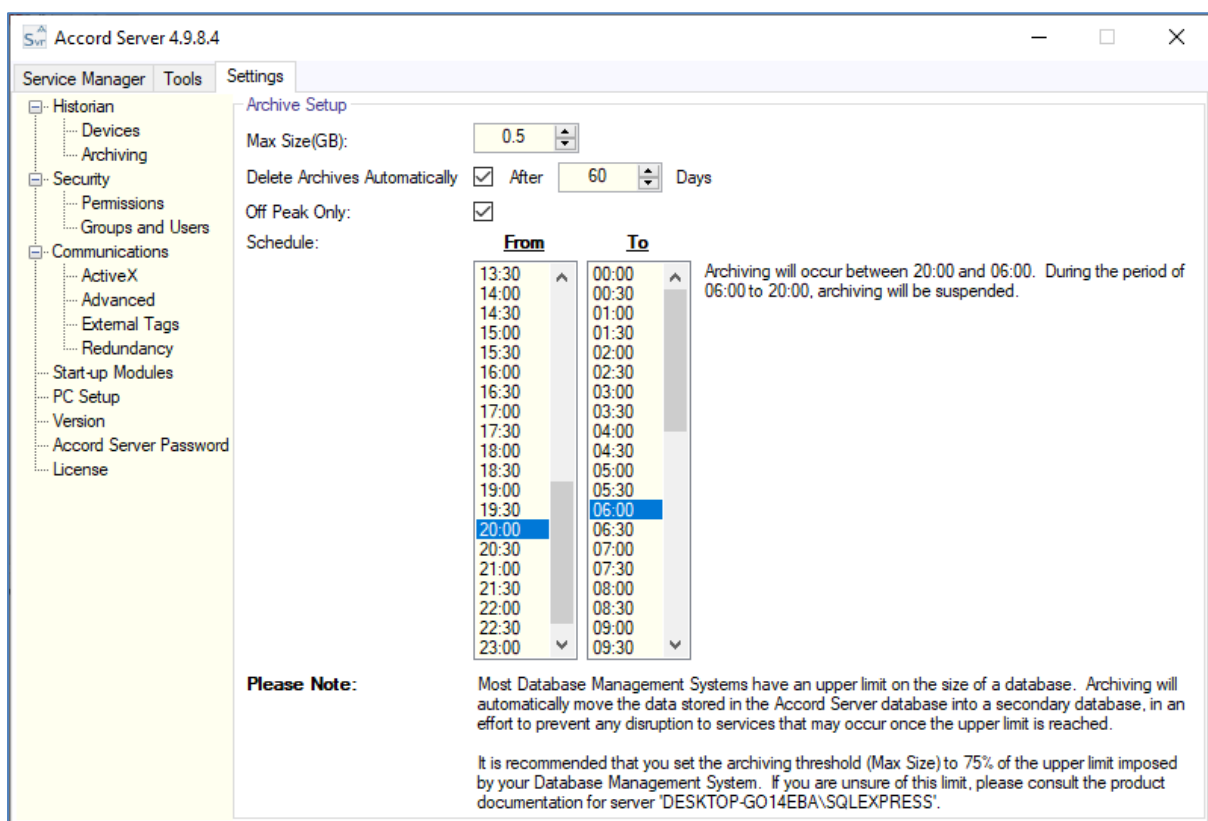 Svr Accord Server 4.9.8.4
Service Manager Tools Settings
Historian
Devices
Archiving
Security
Permissions
Groups and Users
Communications
ActiveX
Advanced
External Tags
Redundancy
Start-up Modules
PC Setup
Version
Accord Server Password
License
Archive Setup
Max Size(GB): 0.5
Delete Archives Automatically After 60 Days
Off Peak Only:
Schedule: From To
13:30 00:00
14:00 00:30
14:30 01:00
15:00 01:30
15:30 02:00
16:00 02:30
16:30 03:00
17:00 03:30
17:30 04:00
18:00 04:30
18:30 05:00
19:00 05:30
19:30 06:00
20:00 06:30
20:30 07:00
21:00 07:30
21:30 08:00
22:00 08:30
22:30 09:00
23:00 09:30
Archiving will occur between 20:00 and 06:00. During the period of
06:00 to 20:00, archiving will be suspended.
Please Note: Most Database Management Systems have an upper limit on the size of a database. Archiving will
automatically move the data stored in the Accord Server database into a secondary database, in an
effort to prevent any disruption to services that may occur once the upper limit is reached.
It is recommended that you set the archiving threshold (Max Size) to 75% of the upper limit imposed
by your Database Management System. If you are unsure of this limit, please consult the product
documentation for server "DESKTOP-GO14EBA\SQLEXPRESS".